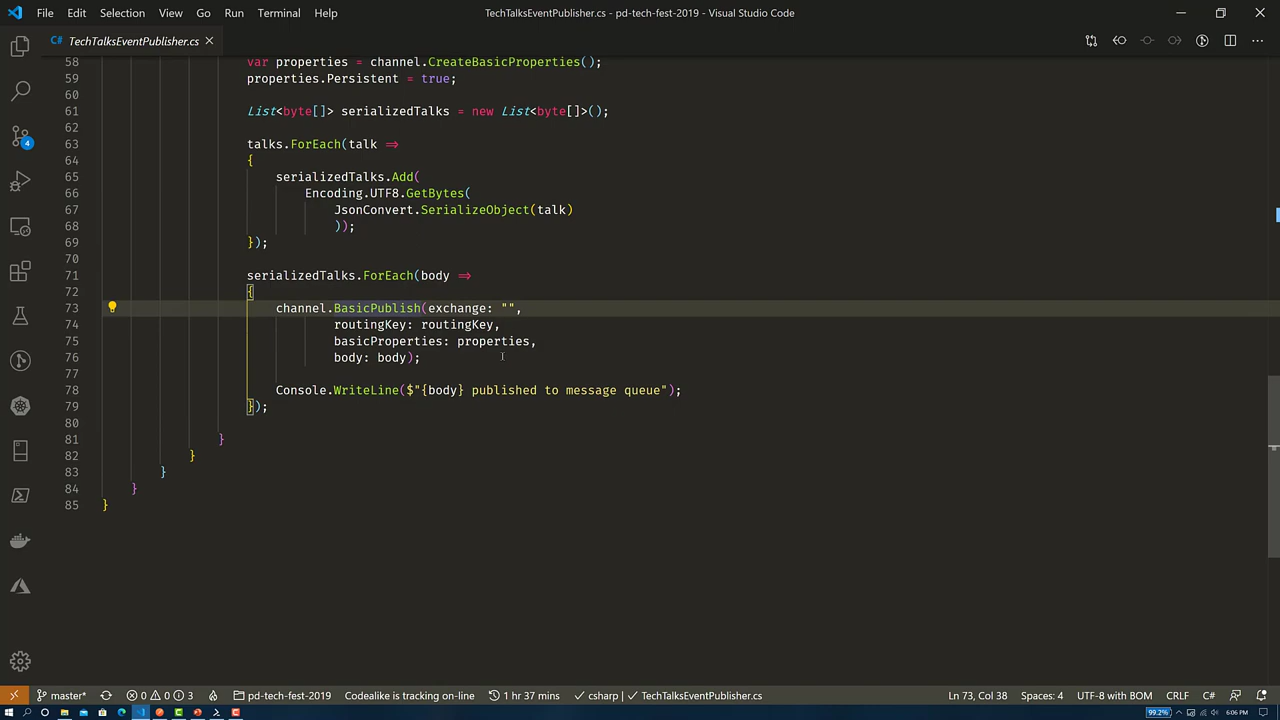 File Edit Selection View Go Run Terminal Help TechTalksEventPublisher.cs - pd-tech-fest-2019 - Visual Studio Code
C# TechTalksEventPublisher.cs
58 var properties = channel.CreateBasicProperties();
59 properties.Persistent = true;
60
61 List<byte[]> serializedTalks = new List<byte[]>();
62
63 talks.ForEach(talk =>
64 {
65 serializedTalks.Add(
66 Encoding.UTF8.GetBytes(
67 JsonConvert.SerializeObject(talk)
68 ));
69 });
70
71 serializedTalks.ForEach(body =>
72 {
73 channel.BasicPublish(exchange: "",
74 routingKey: routingKey,
75 basicProperties: properties,
76 body: body);
77
78 Console.WriteLine($"{body} published to message queue");
79 });
80
81 }
82 }
83 }
84 }
85 }
4
master* 0 0 3 pd-tech-fest-2019 Codealike is tracking on-line 1 hr 37 mins csharp | TechTalksEventPublisher.cs Ln 73, Col 38 Spaces: 4 UTF-8 with BOM CRLF C#
99.2% 6:06 PM